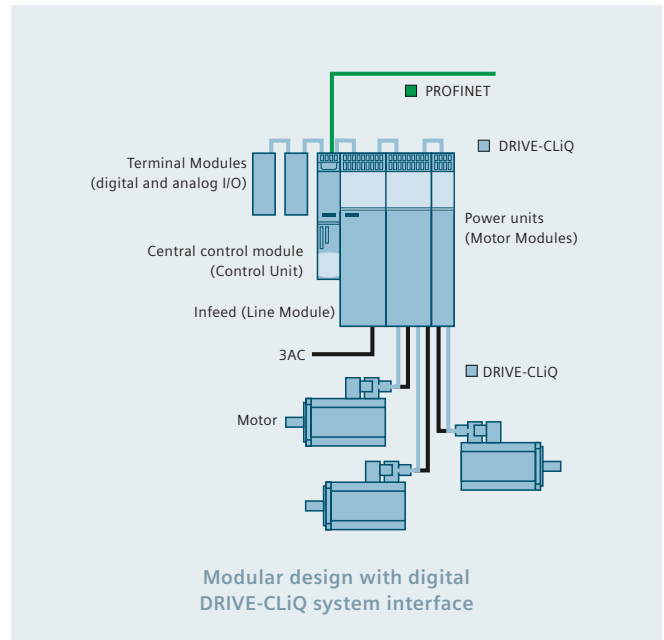 PROFINET
DRIVE-CLiQ
Terminal Modules
(digital and analog I/O)
Power units
(Motor Modules)
Central control module
(Control Unit)
Infeed (Line Module)
3AC
DRIVE-CLiQ
Motor
Modular design with digital
DRIVE-CLiQ system interface